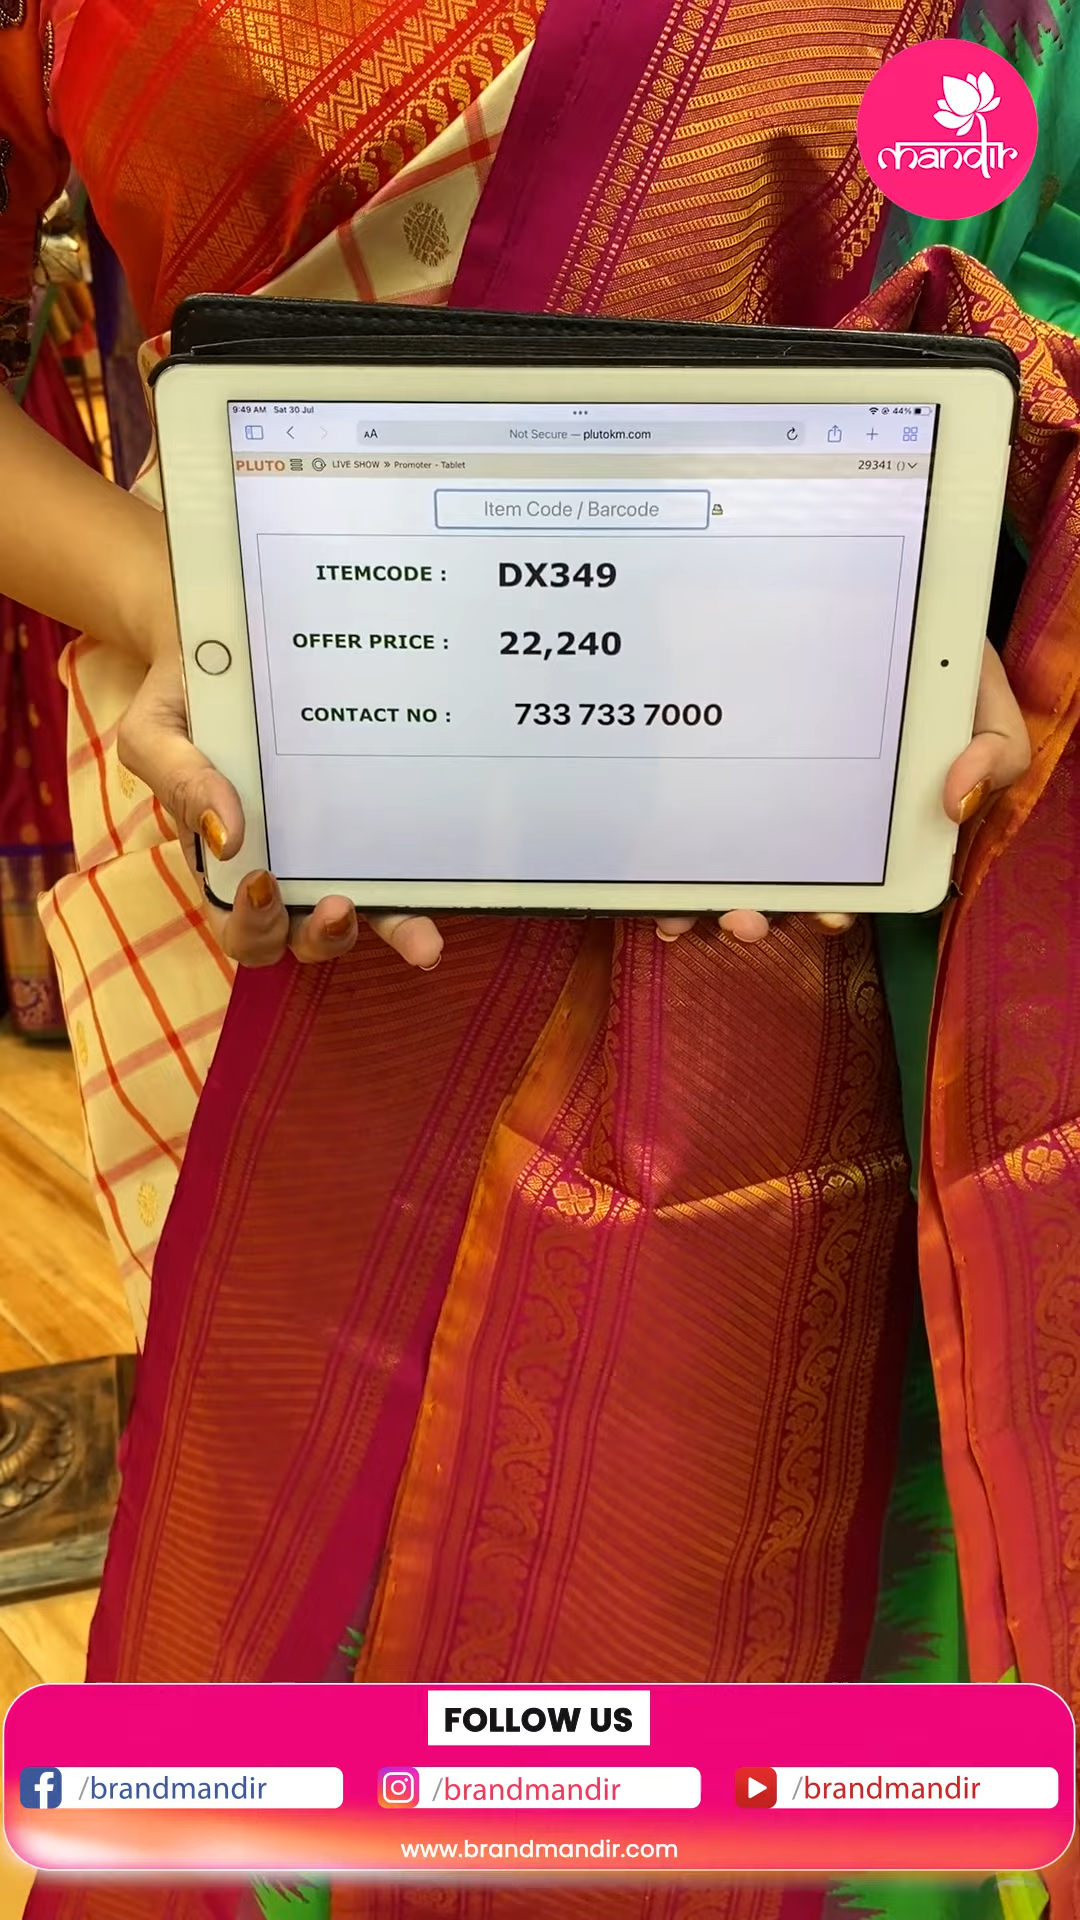 mandir
9:49 AM Sat 30 Jul
44%
AA
Not Secure — plutokm.com
PLUTO
LIVE SHOW » Promoter - Tablet
29341 ()
Item Code / Barcode
ITEMCODE : DX349
OFFER PRICE : 22,240
CONTACT NO : 733 733 7000
FOLLOW US
/brandmandir
/brandmandir
/brandmandir
www.brandmandir.com